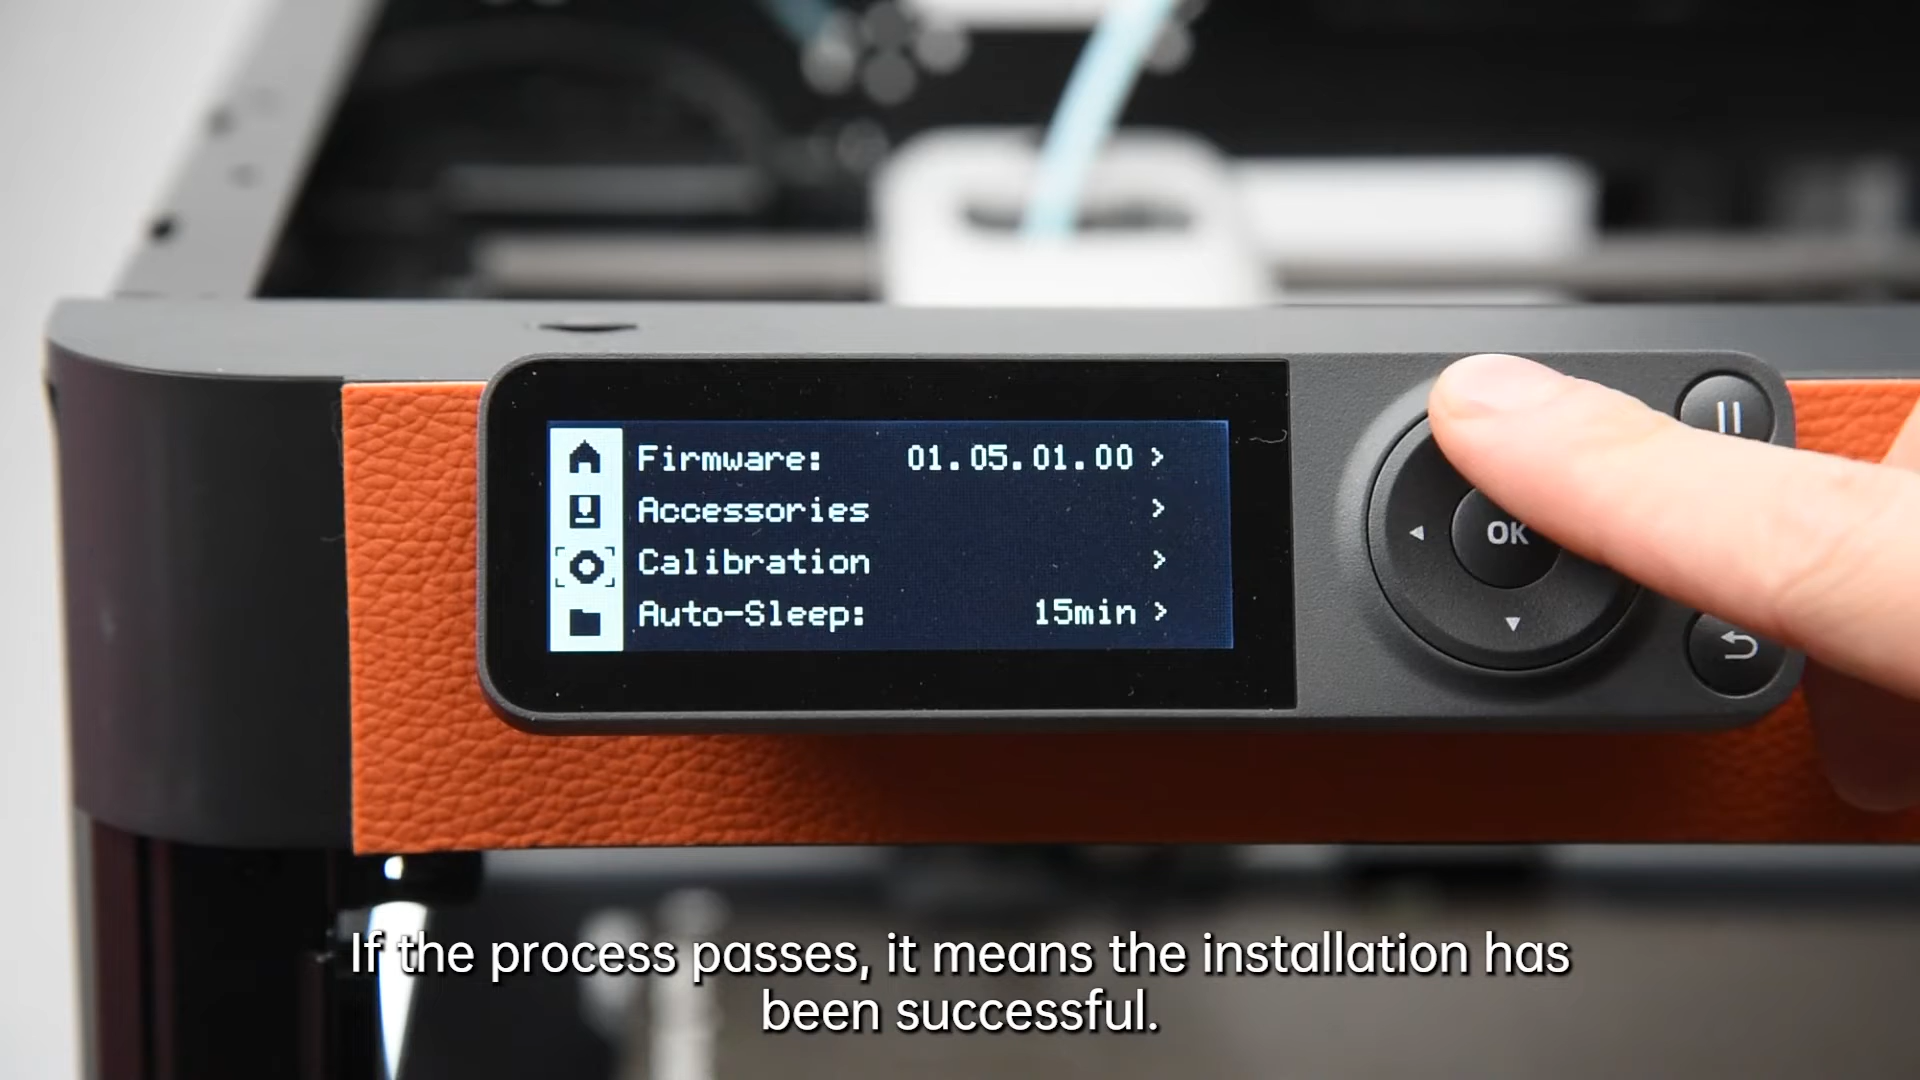 Firmware: 01.05.01.00 >
Accessories >
Calibration >
Auto-Sleep: 15min >
OK
If the process passes, it means the installation has
been successful.